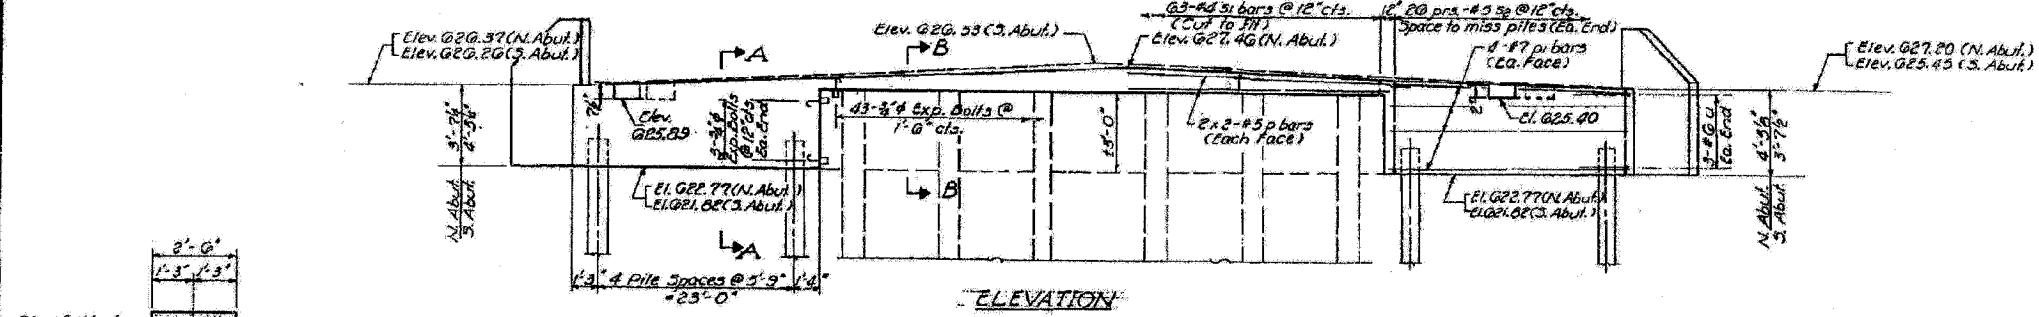 63-#4 s1 bars @ 12" cts.
(Cut to fit)
12" 26 prs.-#5 s2 @ 12" cts.
Space to miss piles (Ea. End)
Elev. 626.37 (N. Abut.)
Elev. 626.26 (S. Abut.)
A
Elev. 626.53 (S. Abut.)
B
Elev. 627.46 (N. Abut.)
4-#7 p1 bars
(Ea. Face)
Elev. 627.20 (N. Abut.)
Elev. 625.45 (S. Abut.)
3'-7½"
4'-5⅛"
N. Abut.
S. Abut.
7½"
Elev.
625.89
3-¾"φ
Exp. Bolts
@ 12" cts.
Ea. End
43-¾"φ Exp. Bolts @
1'-6" cts.
±5'-0"
2x2-#5 p bars
(Each Face)
2"
El. 625.40
3-#6 u
Ea. End
4'-5⅛"
3'-7½"
N. Abut.
S. Abut.
El. 622.77 (N. Abut.)
El. 621.82 (S. Abut.)
B
El. 622.77 (N. Abut.)
El. 621.82 (S. Abut.)
A
2'-6"
1'-3" 1'-3"
1'-3" 4 Pile Spaces @ 5'-9" 1'-4"
=23'-0"
ELEVATION